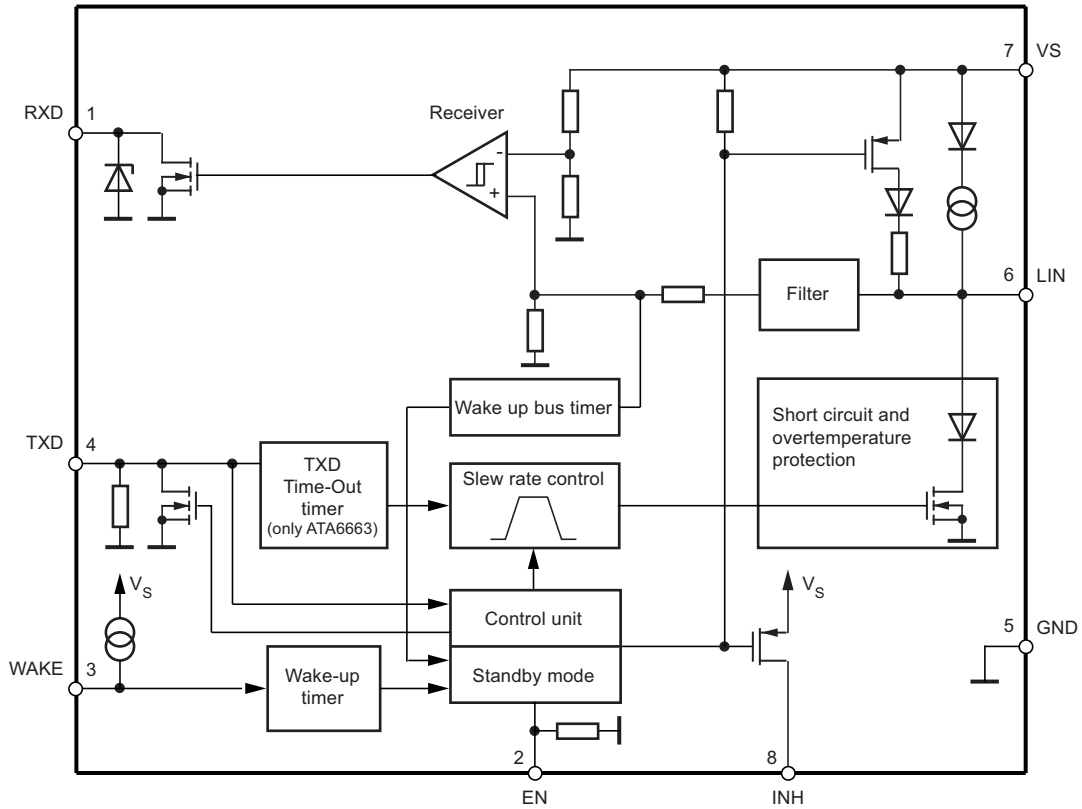 7 VS
RXD 1
Receiver
-
+
6 LIN
Filter
Wake up bus timer
Short circuit and
overtemperature
protection
TXD 4
TXD
Time-Out
timer
(only ATA6663)
Slew rate control
VS
VS
Control unit
5 GND
WAKE 3
Wake-up
timer
Standby mode
2
8
EN
INH